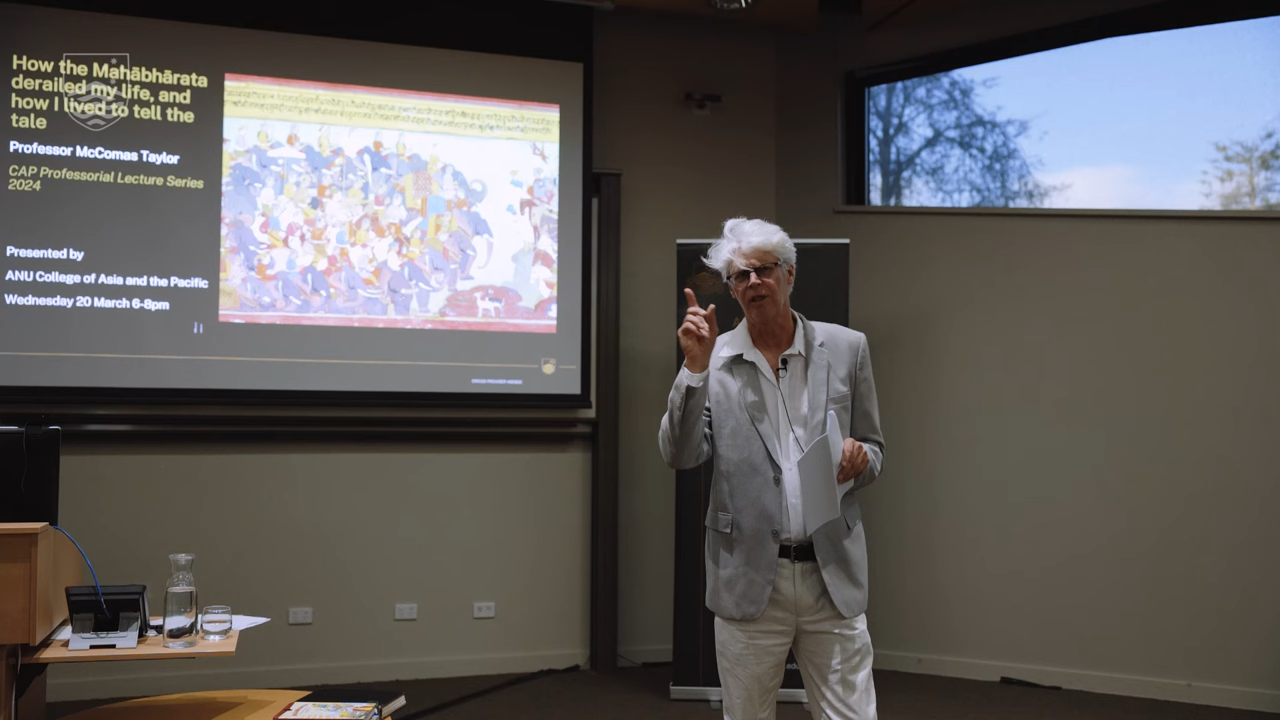 How the Mahābhārata
derailed my life, and
how I lived to tell the
tale
Professor McComas Taylor
CAP Professorial Lecture Series
2024
Presented by
ANU College of Asia and the Pacific
Wednesday 20 March 6-8pm